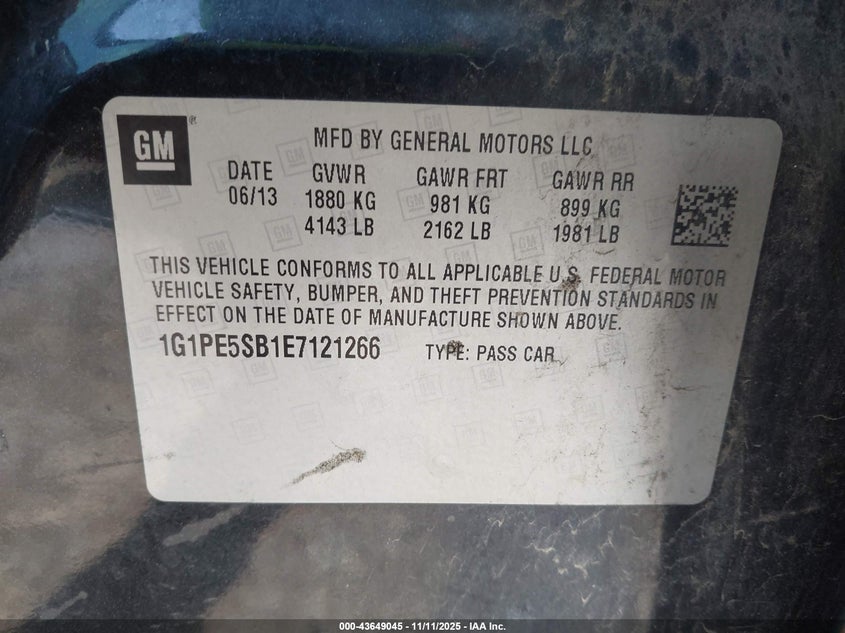 GM
MFD BY GENERAL MOTORS LLC
DATE GVWR GAWR FRT GAWR RR
06/13 1880 KG 981 KG 899 KG
4143 LB 2162 LB 1981 LB
THIS VEHICLE CONFORMS TO ALL APPLICABLE U.S. FEDERAL MOTOR
VEHICLE SAFETY, BUMPER, AND THEFT PREVENTION STANDARDS IN
EFFECT ON THE DATE OF MANUFACTURE SHOWN ABOVE.
1G1PE5SB1E7121266 TYPE: PASS CAR
000-43649045 - 11/11/2025 - IAA Inc.